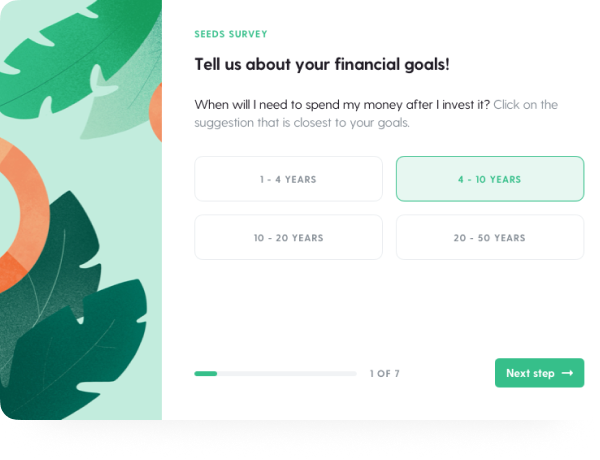 SEEDS SURVEY
Tell us about your financial goals!
When will I need to spend my money after I invest it? Click on the
suggestion that is closest to your goals.
1 - 4 YEARS
4 - 10 YEARS
10 - 20 YEARS
20 - 50 YEARS
1 OF 7
Next step →